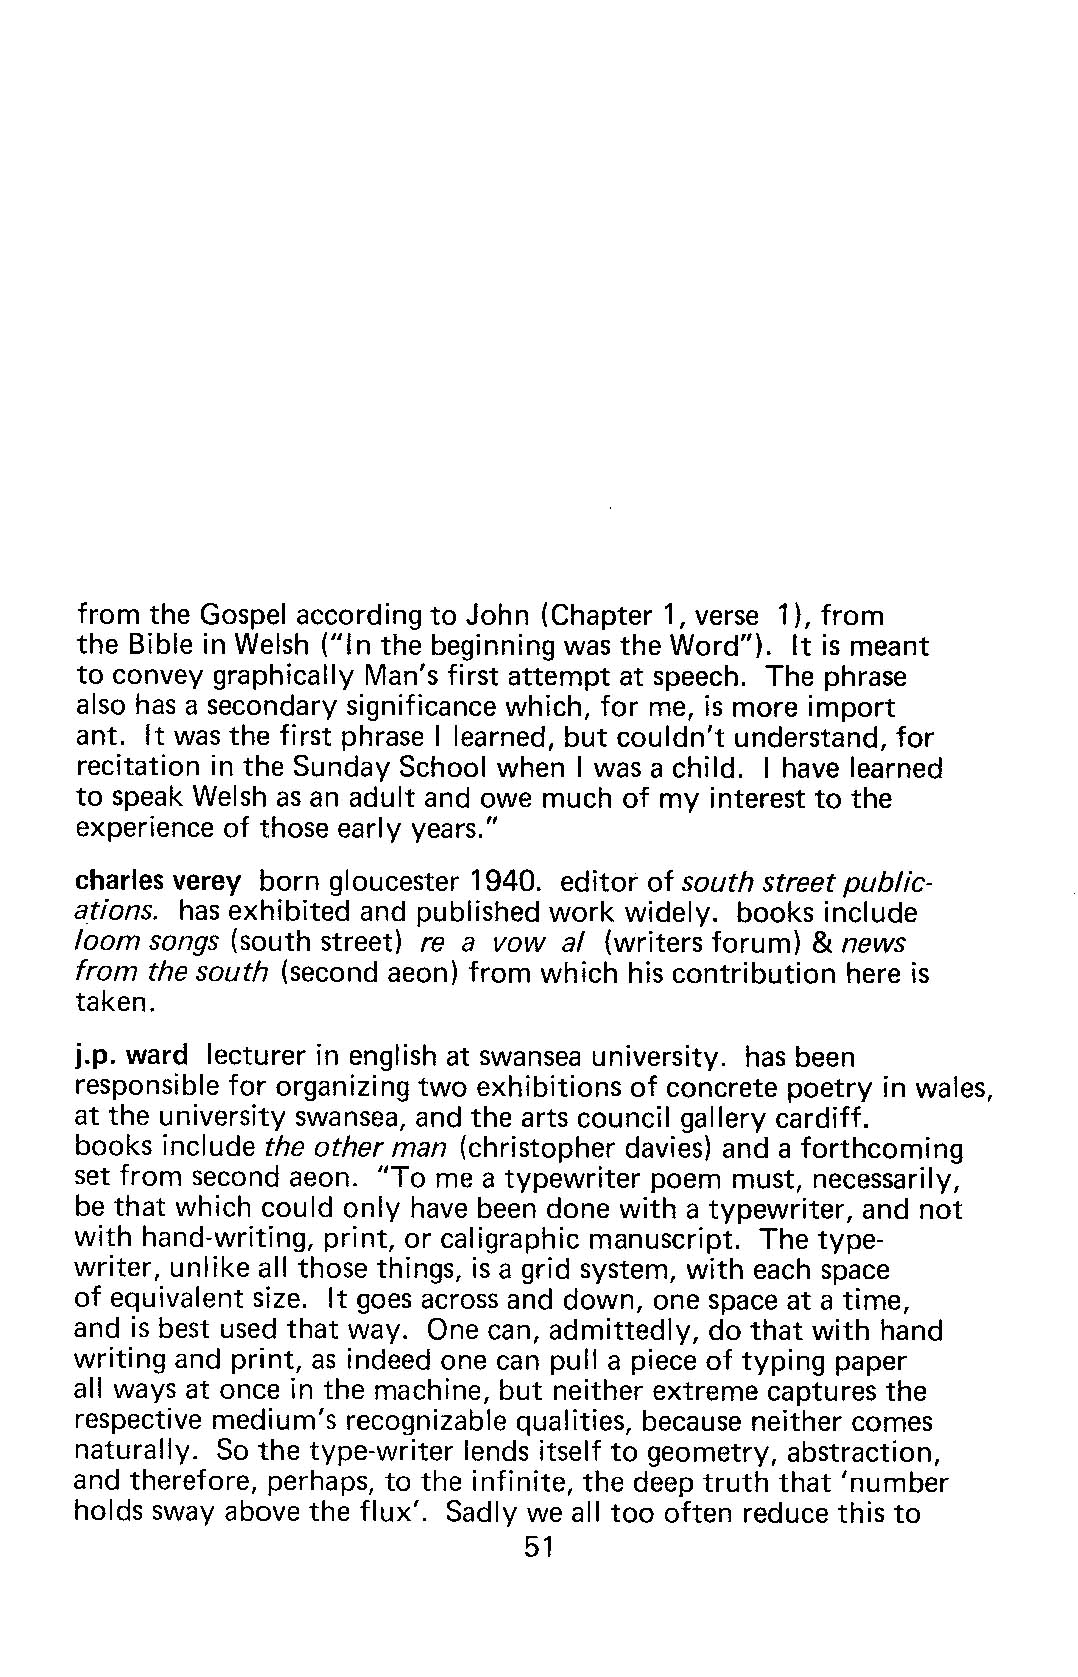 from the Gospel according to John (Chapter 1, verse 1), from
the Bible in Welsh ("In the beginning was the Word"). It is meant
to convey graphically Man's first attempt at speech. The phrase
also has a secondary significance which, for me, is more import
ant. It was the first phrase I learned, but couldn't understand, for
recitation in the Sunday School when I was a child. I have learned
to speak Welsh as an adult and owe much of my interest to the
experience of those early years."
charles verey born gloucester 1940. editor of south street public-
ations. has exhibited and published work widely. books include
loom songs (south street) re a vow al (writers forum) & news
from the south (second aeon) from which his contribution here is
taken.
j.p. ward lecturer in english at swansea university. has been
responsible for organizing two exhibitions of concrete poetry in wales,
at the university swansea, and the arts council gallery cardiff.
books include the other man (christopher davies) and a forthcoming
set from second aeon. "To me a typewriter poem must, necessarily,
be that which could only have been done with a typewriter, and not
with hand-writing, print, or caligraphic manuscript. The type-
writer, unlike all those things, is a grid system, with each space
of equivalent size. It goes across and down, one space at a time,
and is best used that way. One can, admittedly, do that with hand
writing and print, as indeed one can pull a piece of typing paper
all ways at once in the machine, but neither extreme captures the
respective medium's recognizable qualities, because neither comes
naturally. So the type-writer lends itself to geometry, abstraction,
and therefore, perhaps, to the infinite, the deep truth that 'number
holds sway above the flux'. Sadly we all too often reduce this to
51